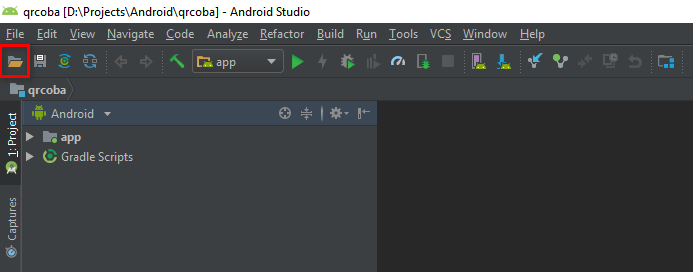 qrcoba [D:\Projects\Android\qrcoba] - Android Studio
File Edit View Navigate Code Analyze Refactor Build Run Tools VCS Window Help
app
qrcoba
Android
app
Gradle Scripts
1: Project
Captures